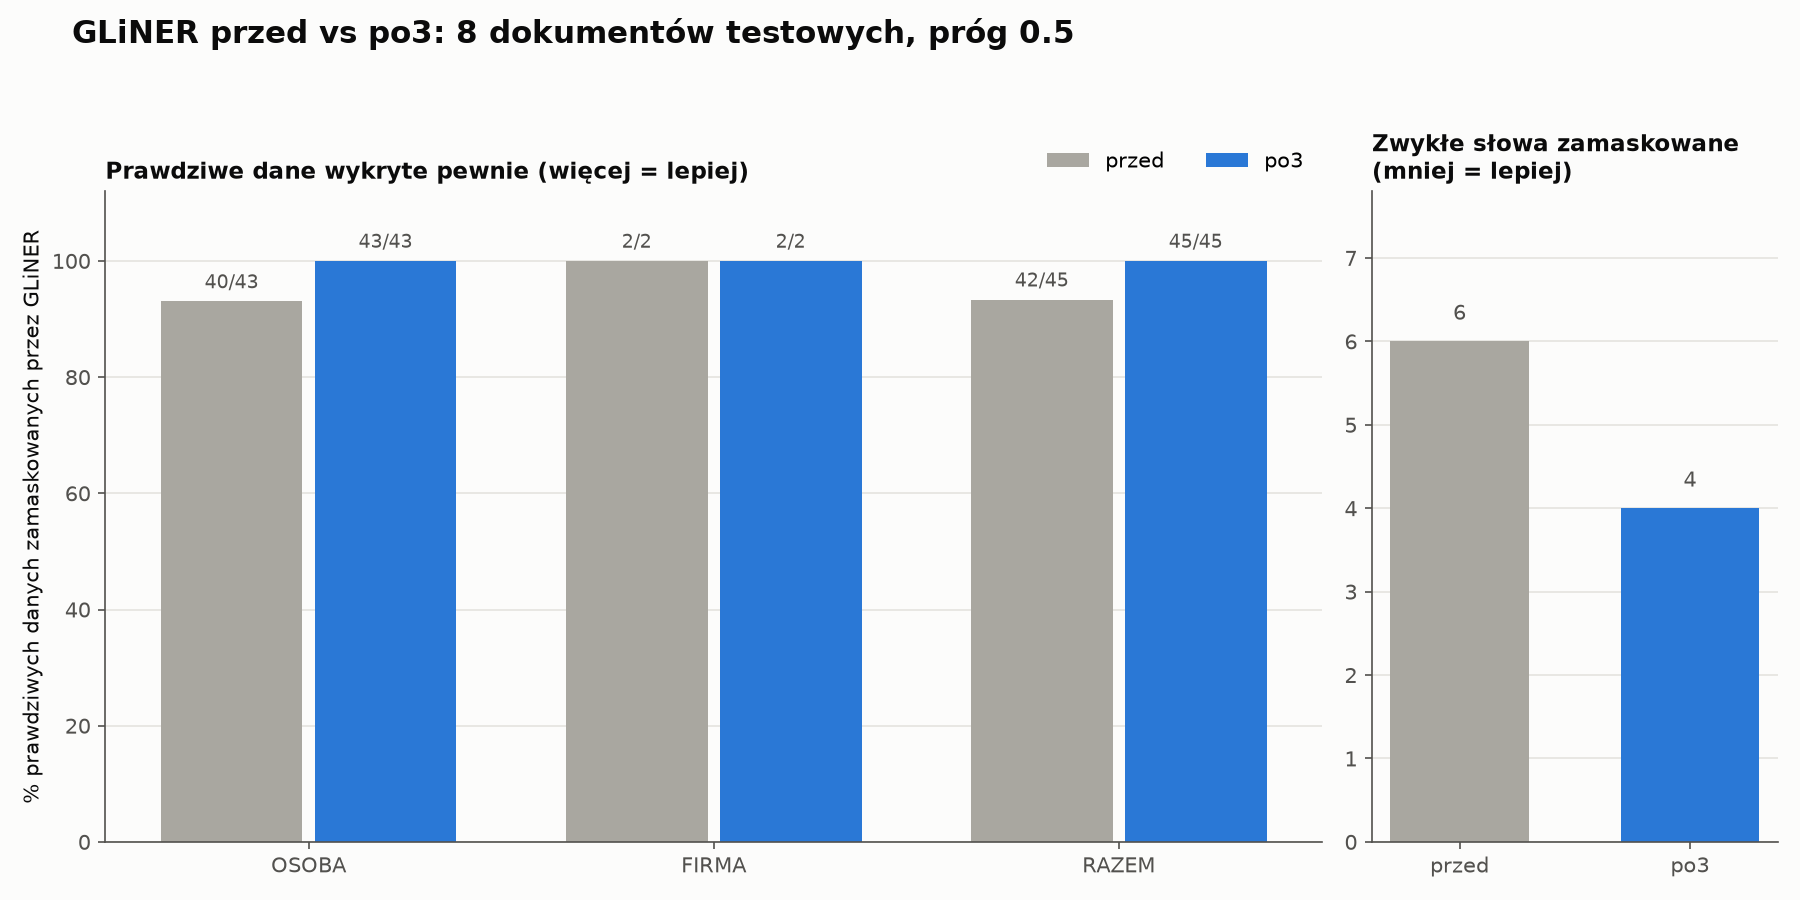 GLiNER przed vs po3: 8 dokumentów testowych, próg 0.5
Prawdziwe dane wykryte pewnie (więcej = lepiej)
przed
po3
% prawdziwych danych zamaskowanych przez GLiNER
100
80
60
40
20
0
40/43
43/43
2/2
2/2
42/45
45/45
OSOBA
FIRMA
RAZEM
Zwykłe słowa zamaskowane
(mniej = lepiej)
7
6
5
4
3
2
1
0
6
4
przed
po3